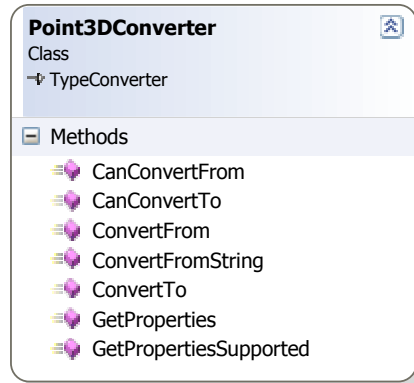 Point3DConverter
Class
TypeConverter
Methods
CanConvertFrom
CanConvertTo
ConvertFrom
ConvertFromString
ConvertTo
GetProperties
GetPropertiesSupported